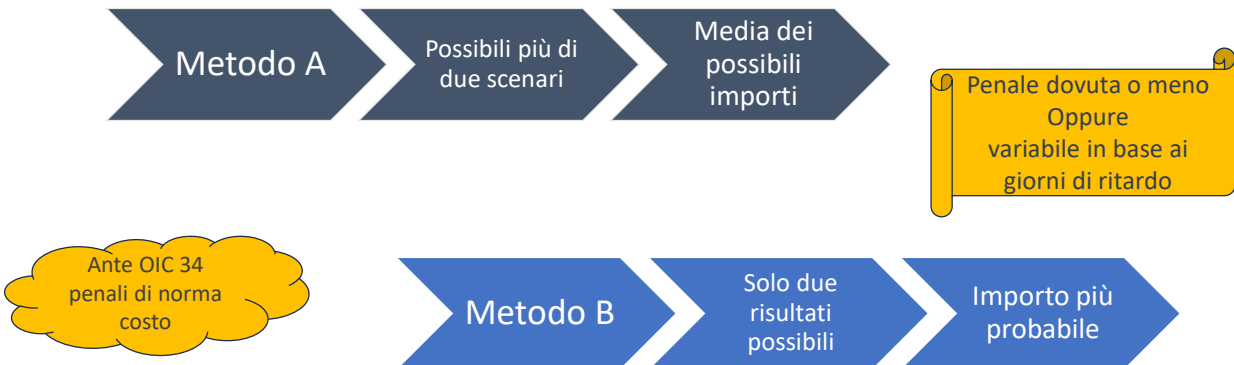 Metodo A
Possibili più di
due scenari
Media dei
possibili
importi
Penale dovuta o meno
Oppure
variabile in base ai
giorni di ritardo
Ante OIC 34
penali di norma
costo
Metodo B
Solo due
risultati
possibili
Importo più
probabile